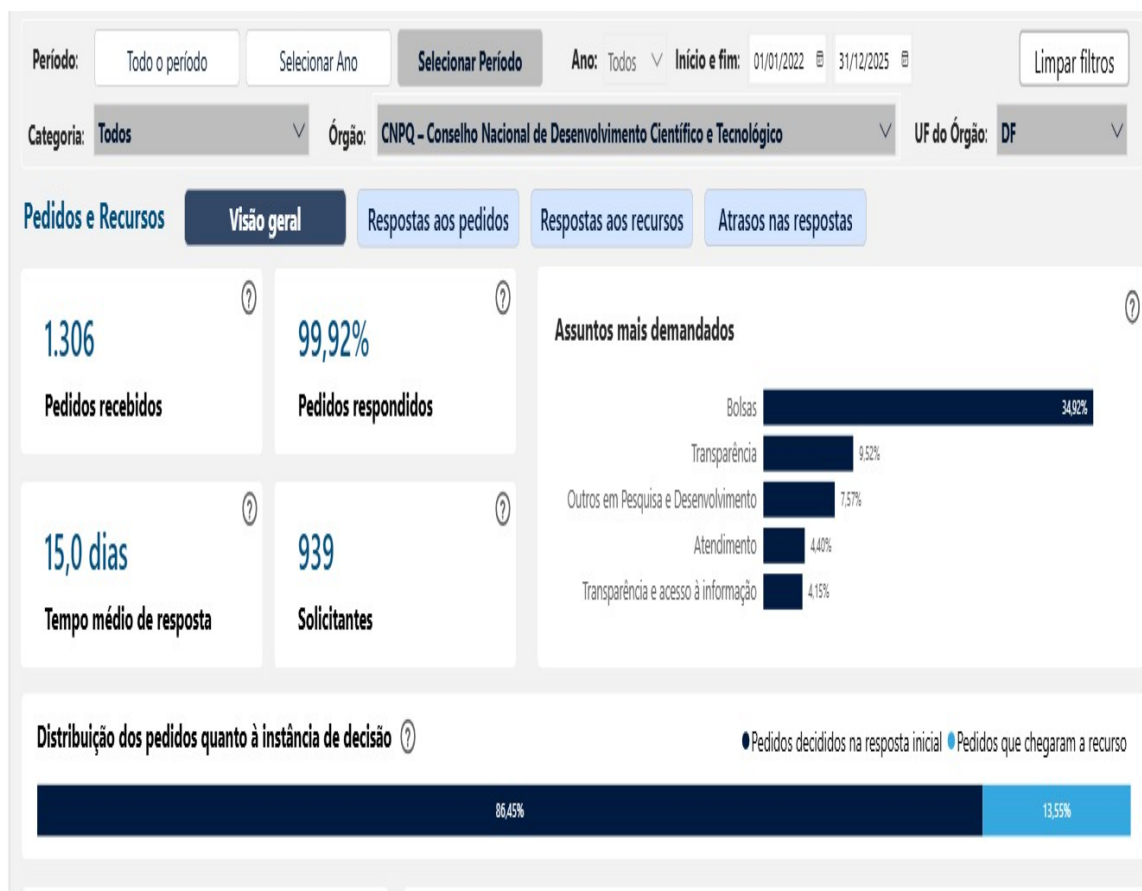 Período: Todo o período Selecionar Ano Selecionar Período Ano: Todos Início e fim: 01/01/2022 31/12/2025 Limpar filtros
Categoria: Todos Órgão: CNPQ – Conselho Nacional de Desenvolvimento Científico e Tecnológico UF do Órgão: DF
Pedidos e Recursos Visão geral Respostas aos pedidos Respostas aos recursos Atrasos nas respostas
1.306
Pedidos recebidos
99,92%
Pedidos respondidos
15,0 dias
Tempo médio de resposta
939
Solicitantes
Assuntos mais demandados
Bolsas 34,92%
Transparência 9,52%
Outros em Pesquisa e Desenvolvimento 7,57%
Atendimento 4,40%
Transparência e acesso à informação 4,15%
Distribuição dos pedidos quanto à instância de decisão
Pedidos decididos na resposta inicial Pedidos que chegaram a recurso
86,45% 13,55%